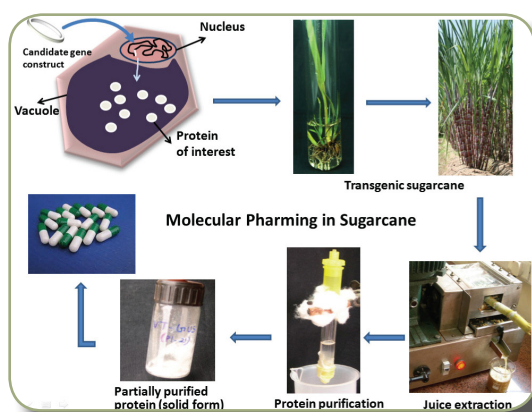 Nucleus
Candidate gene
construct
Vacuole
Protein
of interest
Transgenic sugarcane
Molecular Pharming in Sugarcane
Partially purified
protein (solid form)
Protein purification
Juice extraction